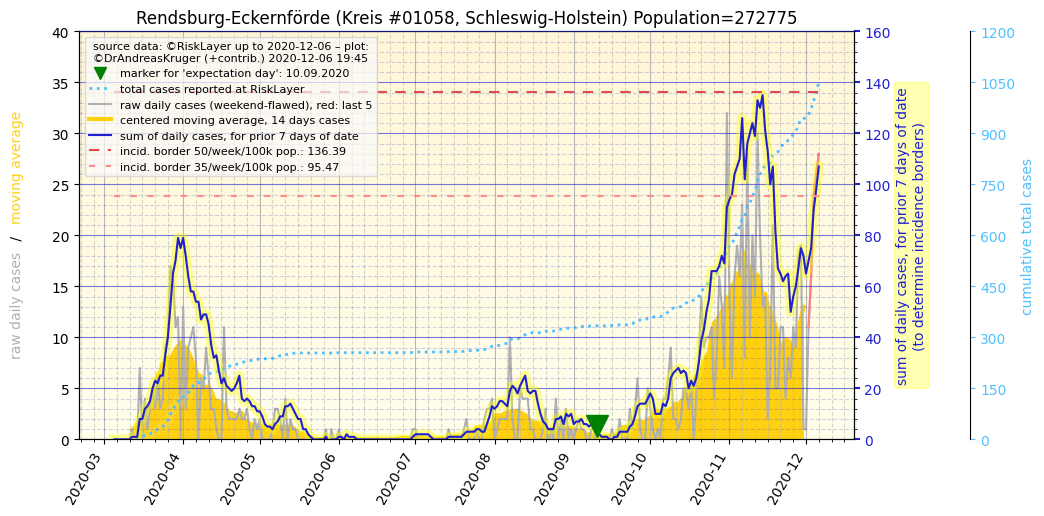 Rendsburg-Eckernförde (Kreis #01058, Schleswig-Holstein) Population=272775
source data: ©RiskLayer up to 2020-12-06 – plot:
©DrAndreasKruger (+contrib.) 2020-12-06 19:45
marker for 'expectation day': 10.09.2020
total cases reported at RiskLayer
raw daily cases (weekend-flawed), red: last 5
centered moving average, 14 days cases
sum of daily cases, for prior 7 days of date
incid. border 50/week/100k pop.: 136.39
incid. border 35/week/100k pop.: 95.47
raw daily cases / moving average
40
35
30
25
20
15
10
5
0
160
140
120
100
80
60
40
20
0
sum of daily cases, for prior 7 days of date
(to determine incidence borders)
1200
1050
900
750
600
450
300
150
0
cumulative total cases
2020-03
2020-04
2020-05
2020-06
2020-07
2020-08
2020-09
2020-10
2020-11
2020-12